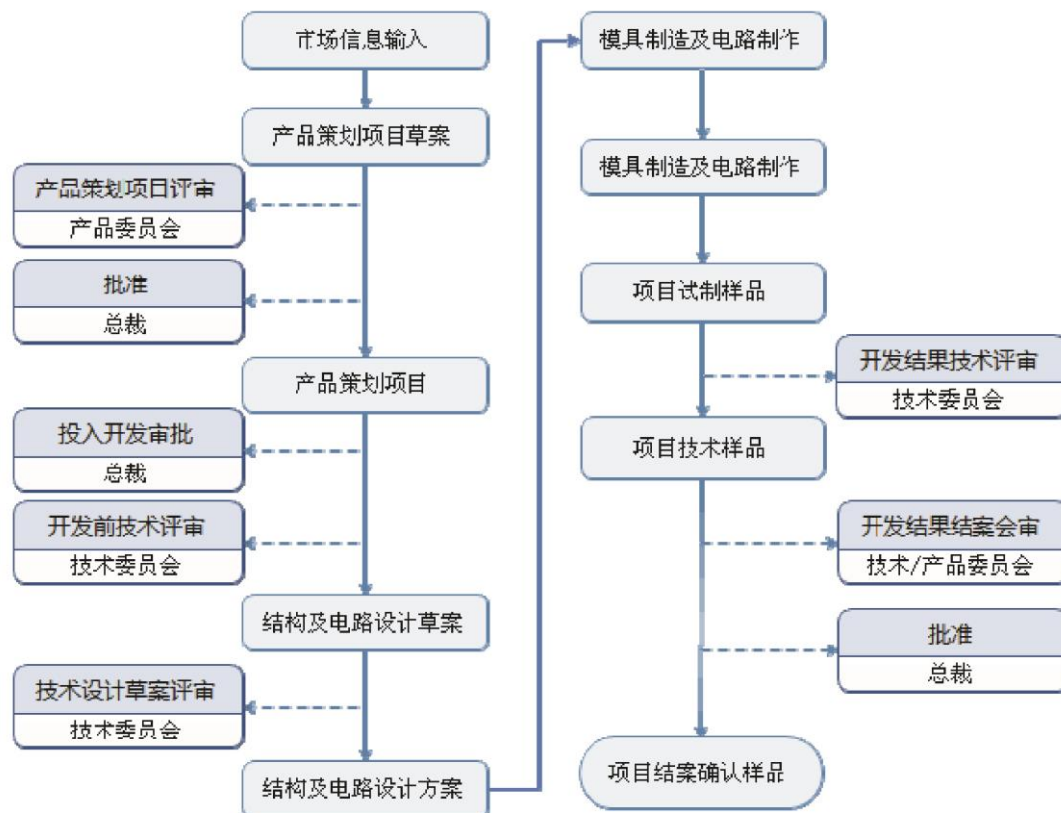 市场信息输入
产品策划项目草案
产品策划项目评审
产品委员会
批准
总裁
产品策划项目
投入开发审批
总裁
开发前技术评审
技术委员会
结构及电路设计草案
技术设计草案评审
技术委员会
结构及电路设计方案
模具制造及电路制作
模具制造及电路制作
项目试制样品
开发结果技术评审
技术委员会
项目技术样品
开发结果结案会审
技术/产品委员会
批准
总裁
项目结案确认样品